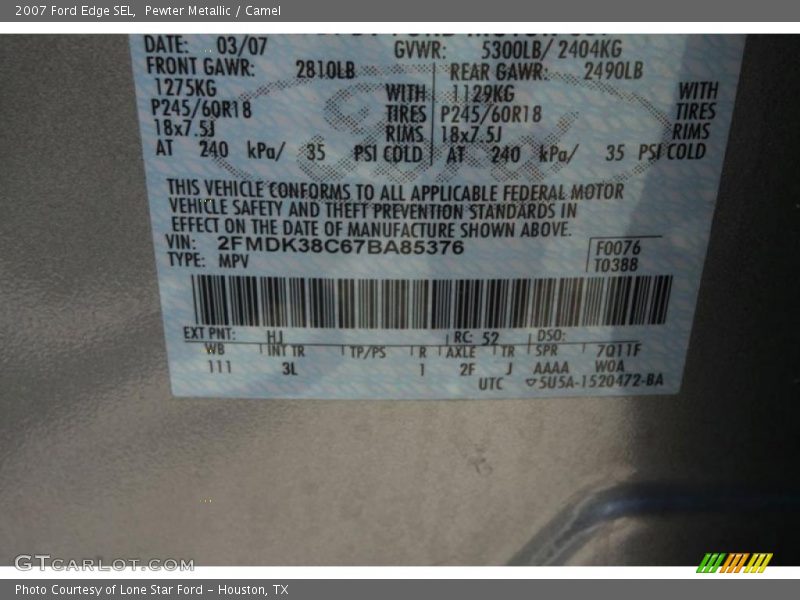 2007 Ford Edge SEL, Pewter Metallic / Camel
DATE: 03/07 GVWR: 5300LB/ 2404KG
FRONT GAWR: 2810LB REAR GAWR: 2490LB
1275KG WITH 1129KG WITH
P245/60R18 TIRES P245/60R18 TIRES
18x7.5J RIMS 18x7.5J RIMS
AT 240 kPa/ 35 PSI COLD AT 240 kPa/ 35 PSI COLD
THIS VEHICLE CONFORMS TO ALL APPLICABLE FEDERAL MOTOR
VEHICLE SAFETY AND THEFT PREVENTION STANDARDS IN
EFFECT ON THE DATE OF MANUFACTURE SHOWN ABOVE.
VIN: 2FMDK38C67BA85376 F0076
TYPE: MPV T0388
EXT PNT: HJ RC: 52 DSO:
WB INT TR TP/PS R AXLE TR SPR 7Q11F
111 3L 1 2F J AAAA WOA
UTC 5U5A-1520472-BA
GTCARLOT.COM
Photo Courtesy of Lone Star Ford - Houston, TX